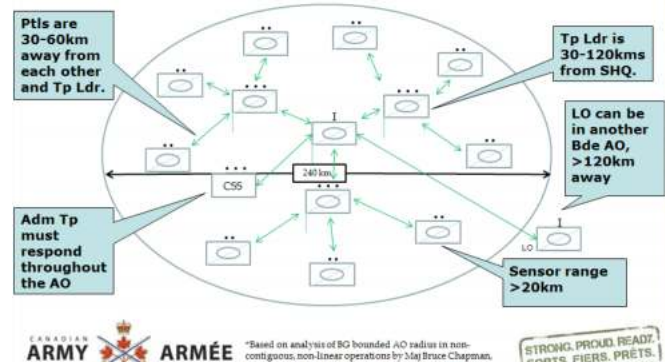 Ptls are
30-60km
away from
each other
and Tp Ldr.
Tp Ldr is
30-120kms
from SHQ.
LO can be
in another
Bde AO,
>120km
away
I
240 km
CSS
Adm Tp
must
respond
throughout
the AO
LO
I
Sensor range
>20km
CANADIAN
ARMY ARMÉE
*Based on analysis of BG bounded AO radius in non-
contiguous, non-linear operations by Maj Bruce Chapman,
STRONG. PROUD. READY.
FORTS. FIERS. PRÊTS.